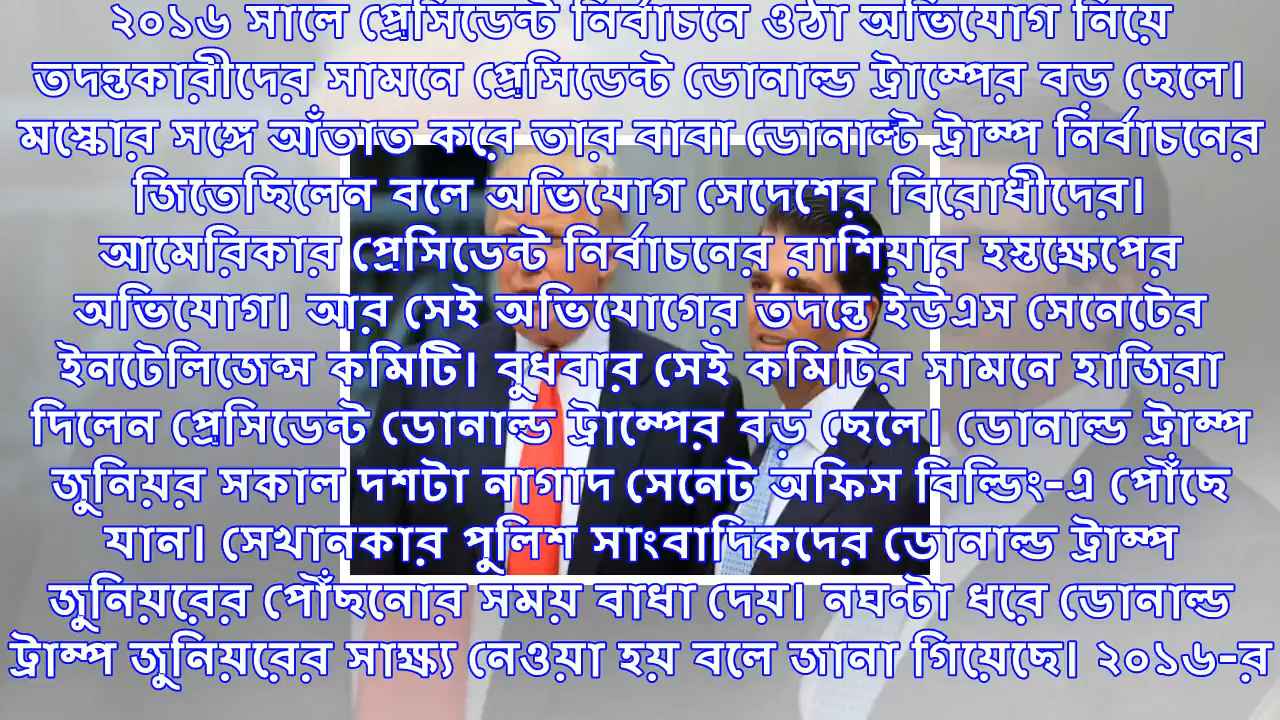 ২০১৬ সালে প্রেসিডেন্ট নির্বাচনে ওঠা অভিযোগ নিয়ে
তদন্তকারীদের সামনে প্রেসিডেন্ট ডোনাল্ড ট্রাম্পের বড় ছেলে।
মস্কোর সঙ্গে আঁতাত করে তার বাবা ডোনাল্ট ট্রাম্প নির্বাচনের
জিতেছিলেন বলে অভিযোগ সেদেশের বিরোধীদের।
আমেরিকার প্রেসিডেন্ট নির্বাচনের রাশিয়ার হস্তক্ষেপের
অভিযোগ। আর সেই অভিযোগের তদন্তে ইউএস সেনেটের
ইনটেলিজেন্স কমিটি। বুধবার সেই কমিটির সামনে হাজিরা
দিলেন প্রেসিডেন্ট ডোনাল্ড ট্রাম্পের বড় ছেলে। ডোনাল্ড ট্রাম্প
জুনিয়র সকাল দশটা নাগাদ সেনেট অফিস বিল্ডিং-এ পৌঁছে
যান। সেখানকার পুলিশ সাংবাদিকদের ডোনাল্ড ট্রাম্প
জুনিয়রের পৌঁছনোর সময় বাধা দেয়। নঘণ্টা ধরে ডোনাল্ড
ট্রাম্প জুনিয়রের সাক্ষ্য নেওয়া হয় বলে জানা গিয়েছে। ২০১৬-র